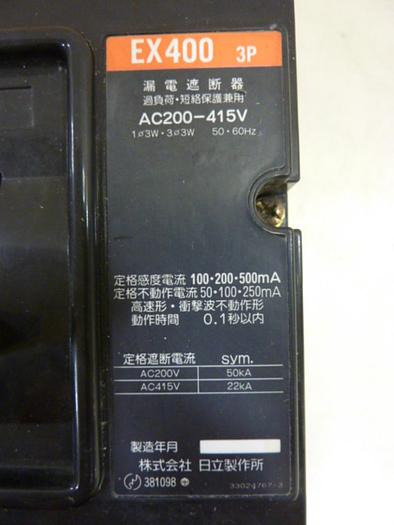 EX400 3P
漏電遮断器
過負荷・短絡保護兼用
AC200-415V
1ø3W・3ø3W 50・60Hz
定格感度電流 100・200・500mA
定格不動作電流 50・100・250mA
高速形・衝撃波不動作形
動作時間 0.1秒以内
定格遮断電流 sym.
AC200V 50kA
AC415V 22kA
製造年月
株式会社 日立製作所
381098
33024767-3